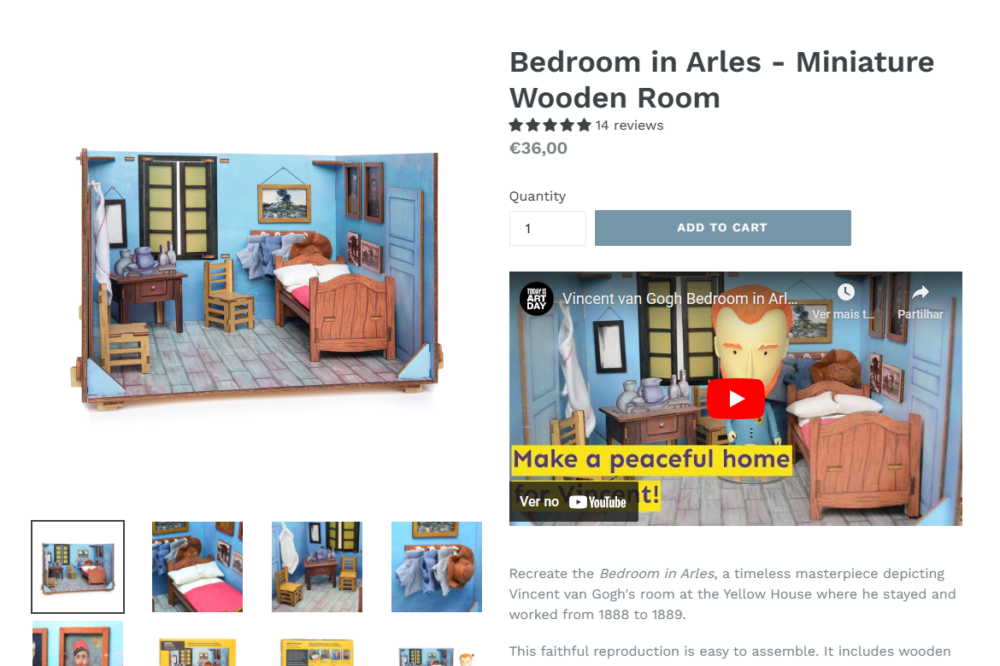 Bedroom in Arles - Miniature
Wooden Room
14 reviews
€36,00
Quantity
1
ADD TO CART
TODAY IS
ART
DAY
Vincent van Gogh Bedroom in Arl...
Ver mais t...
Partilhar
Make a peaceful home
for Vincent!
Ver no YouTube
Recreate the Bedroom in Arles, a timeless masterpiece depicting
Vincent van Gogh's room at the Yellow House where he stayed and
worked from 1888 to 1889.
This faithful reproduction is easy to assemble. It includes wooden